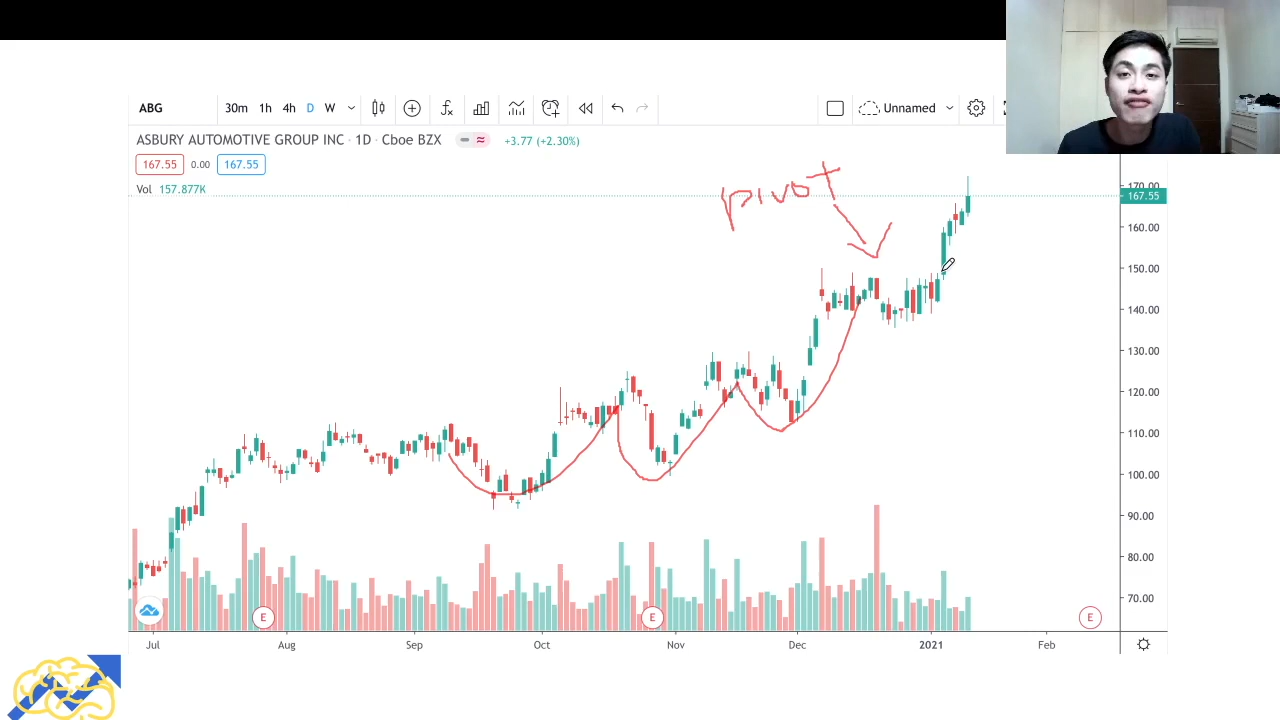 ABG 30m 1h 4h D W Unnamed
ASBURY AUTOMOTIVE GROUP INC · 1D · Cboe BZX +3.77 (+2.30%)
167.55 0.00 167.55
Vol 157.877K
pivot
170.00
167.55
160.00
150.00
140.00
130.00
120.00
110.00
100.00
90.00
80.00
70.00
E E E
Jul Aug Sep Oct Nov Dec 2021 Feb